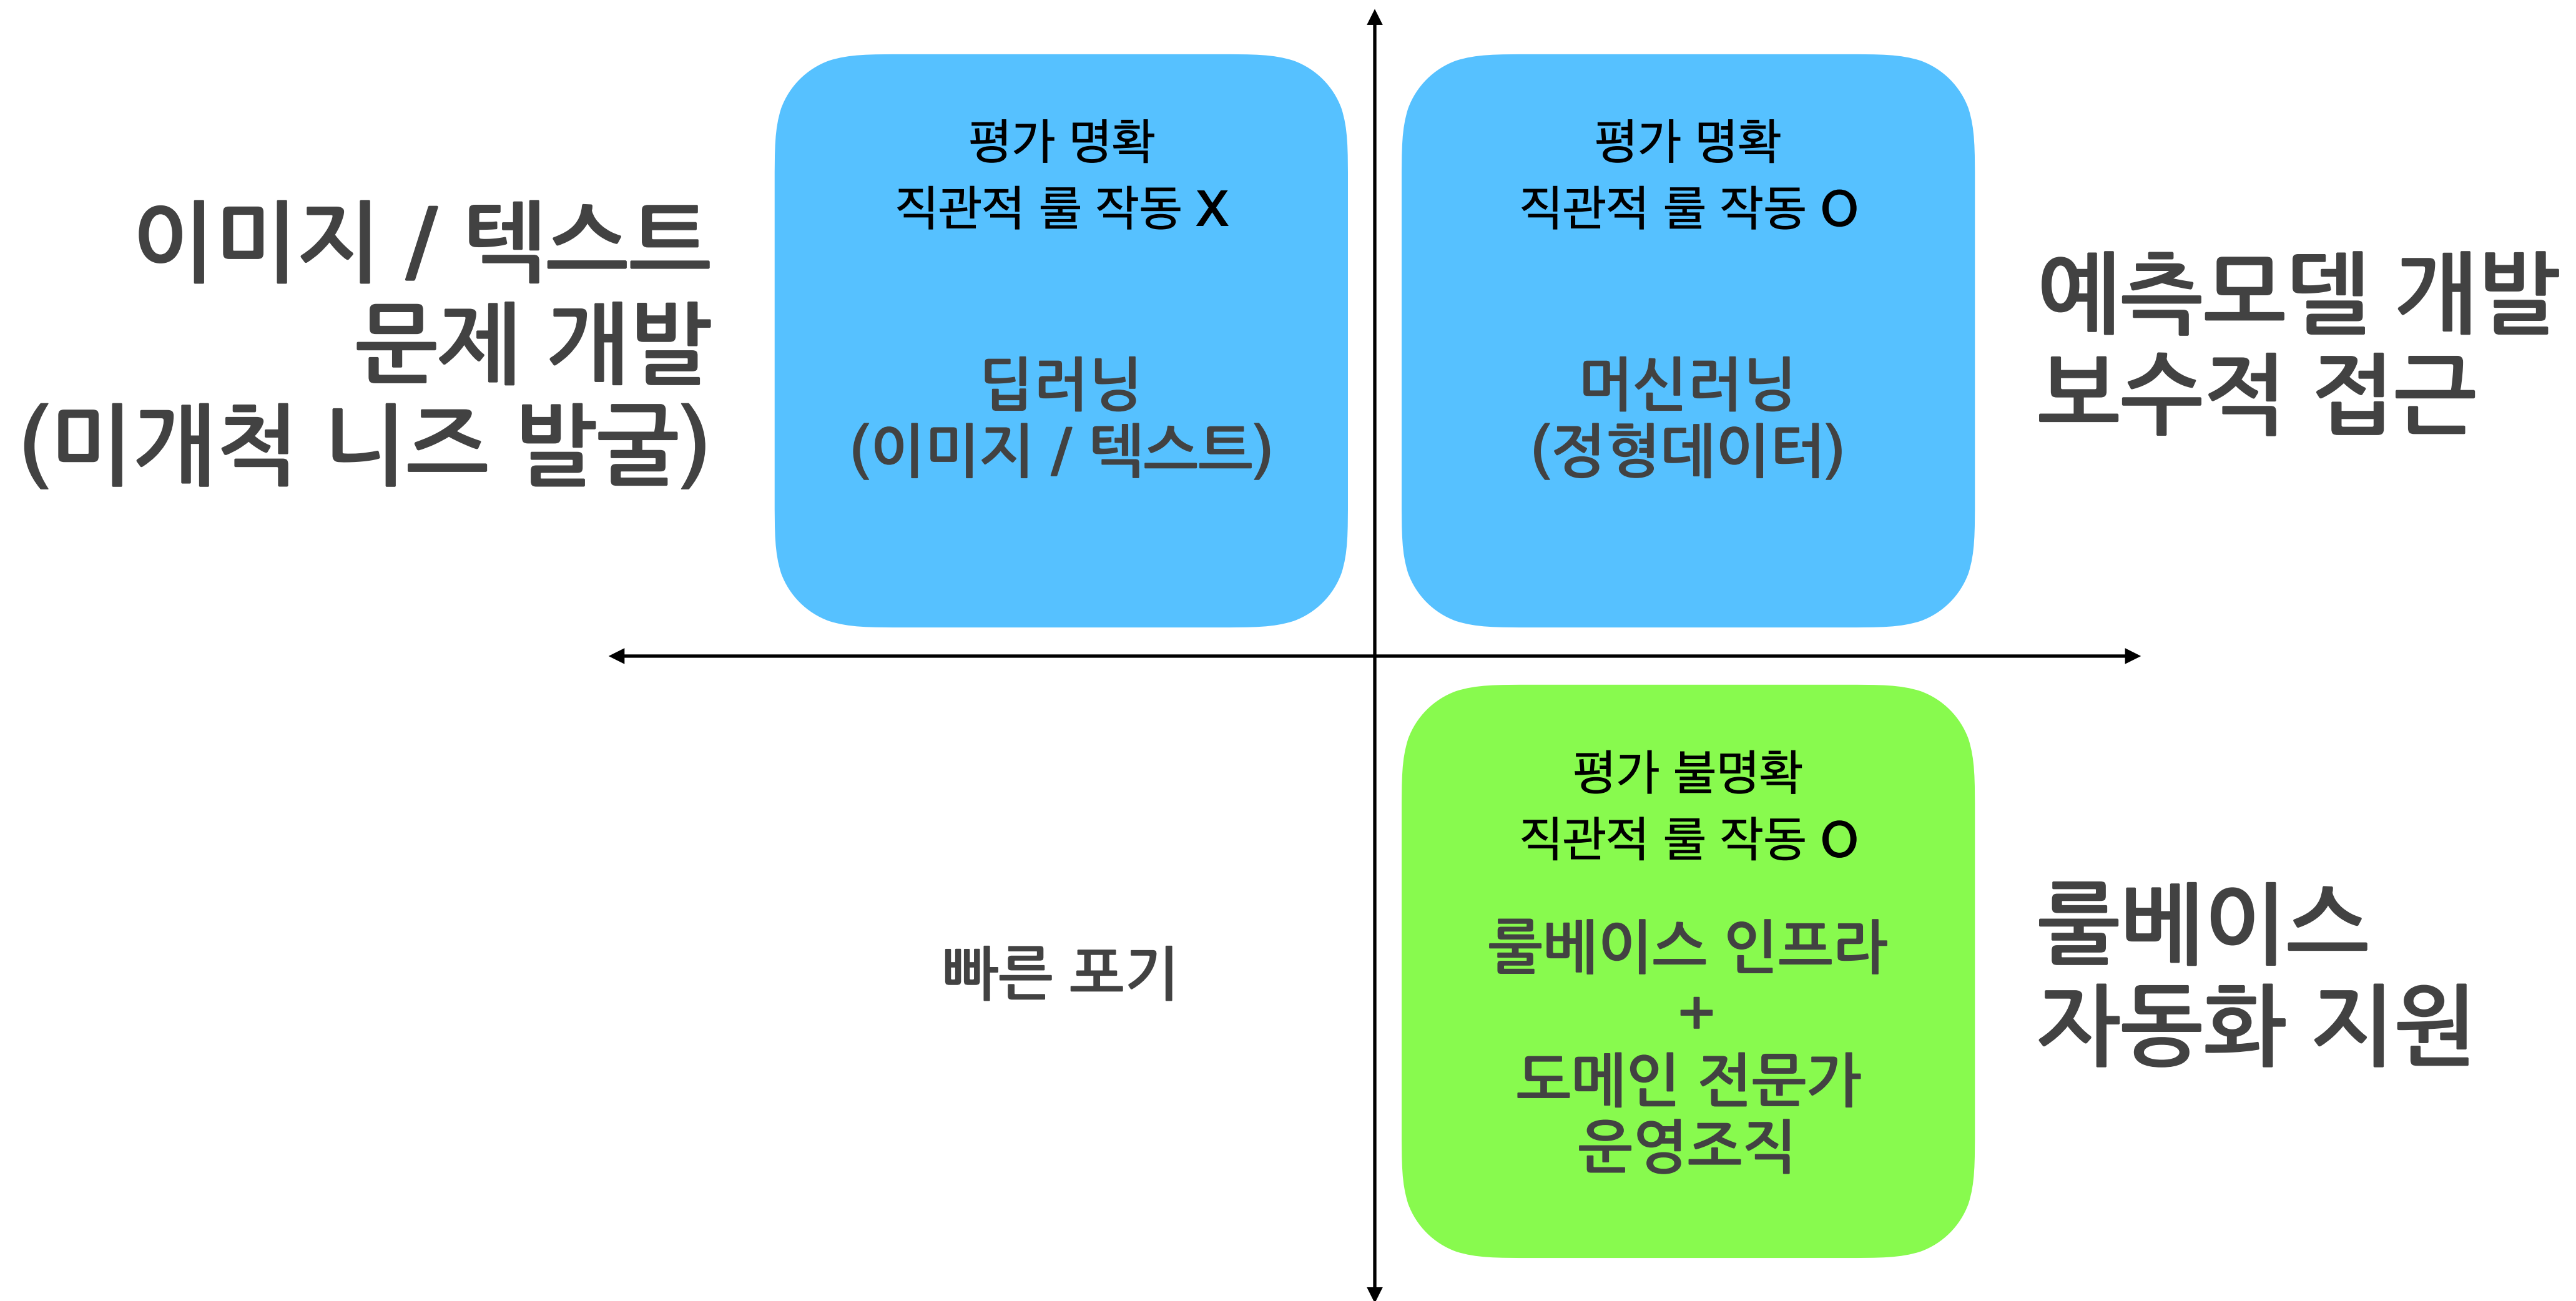 이미지 / 텍스트
문제 개발
(미개척 니즈 발굴)
평가 명확
직관적 룰 작동 X
딥러닝
(이미지 / 텍스트)
평가 명확
직관적 룰 작동 O
머신러닝
(정형데이터)
예측모델 개발
보수적 접근
빠른 포기
평가 불명확
직관적 룰 작동 O
룰베이스 인프라
+
도메인 전문가
운영조직
룰베이스
자동화 지원